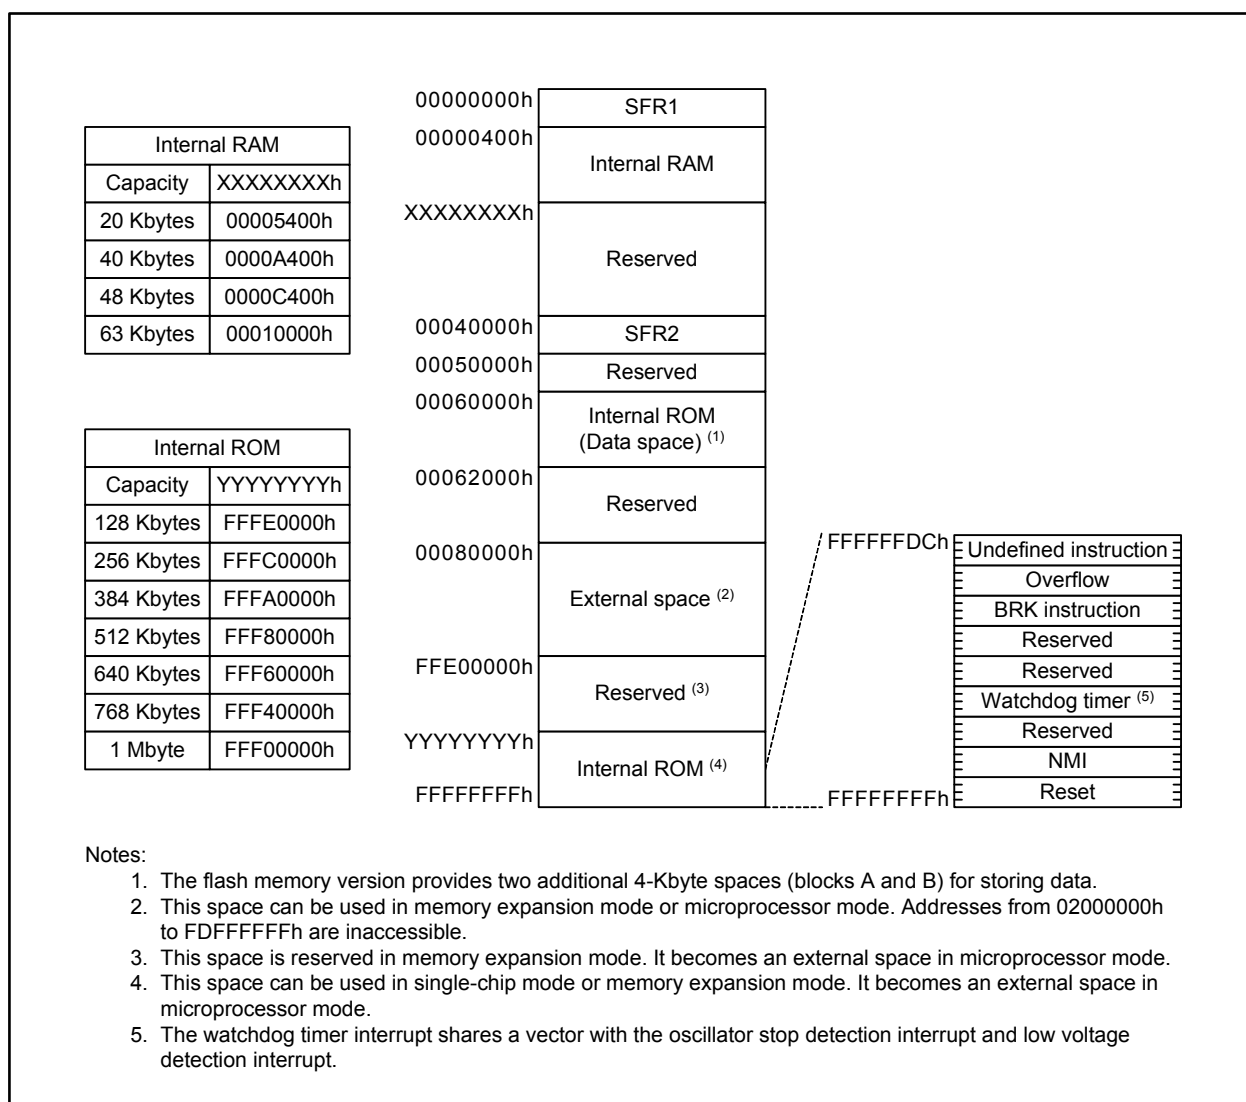 Internal RAM
Capacity XXXXXXXXh
20 Kbytes 00005400h
40 Kbytes 0000A400h
48 Kbytes 0000C400h
63 Kbytes 00010000h
Internal ROM
Capacity YYYYYYYYh
128 Kbytes FFFE0000h
256 Kbytes FFFC0000h
384 Kbytes FFFA0000h
512 Kbytes FFF80000h
640 Kbytes FFF60000h
768 Kbytes FFF40000h
1 Mbyte FFF00000h
00000000h SFR1
00000400h
Internal RAM
XXXXXXXXh
Reserved
00040000h SFR2
00050000h
Reserved
00060000h
Internal ROM
(Data space) (1)
00062000h
Reserved
00080000h
External space (2)
FFE00000h
Reserved (3)
YYYYYYYYh
Internal ROM (4)
FFFFFFFFh
FFFFFFDCh Undefined instruction
Overflow
BRK instruction
Reserved
Reserved
Watchdog timer (5)
Reserved
NMI
FFFFFFFFh Reset
Notes:
1. The flash memory version provides two additional 4-Kbyte spaces (blocks A and B) for storing data.
2. This space can be used in memory expansion mode or microprocessor mode. Addresses from 02000000h
to FDFFFFFFh are inaccessible.
3. This space is reserved in memory expansion mode. It becomes an external space in microprocessor mode.
4. This space can be used in single-chip mode or memory expansion mode. It becomes an external space in
microprocessor mode.
5. The watchdog timer interrupt shares a vector with the oscillator stop detection interrupt and low voltage
detection interrupt.